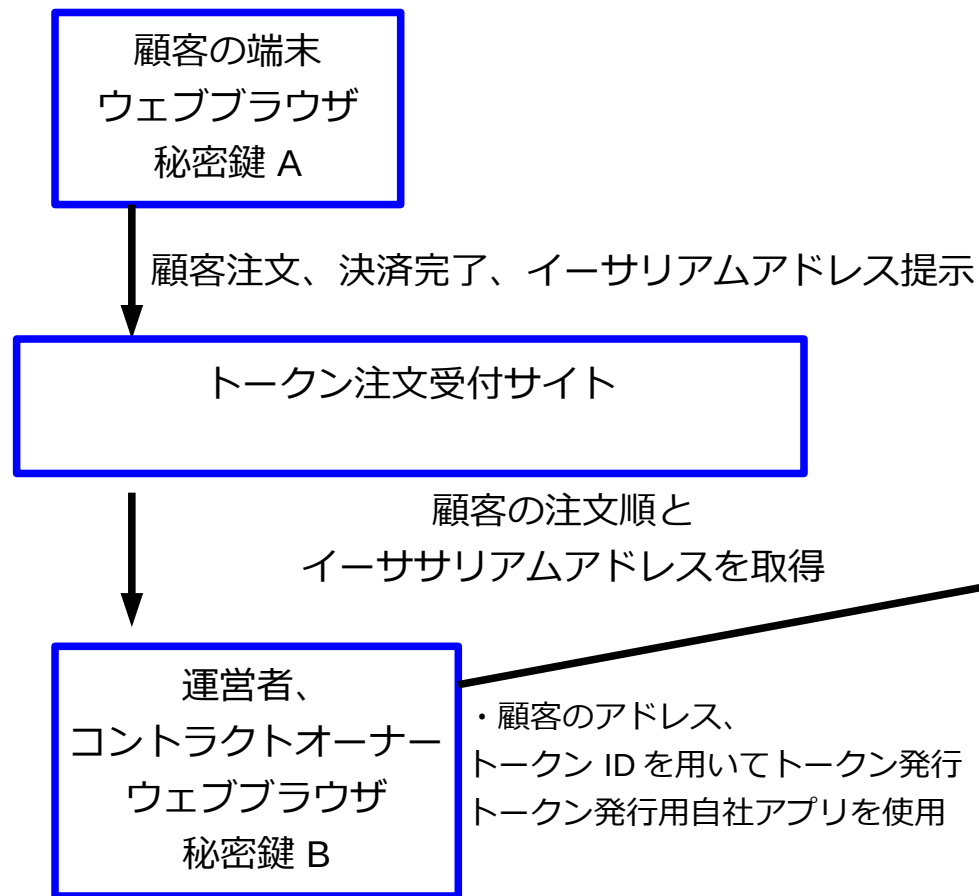 顧客の端末
ウェブブラウザ
秘密鍵 A
顧客注文、決済完了、イーサリアムアドレス提示
トークン注文受付サイト
顧客の注文順と
イーササリアムアドレスを取得
運営者、
コントラクトオーナー
ウェブブラウザ
秘密鍵 B
・顧客のアドレス、
トークン ID を用いてトークン発行
トークン発行用自社アプリを使用